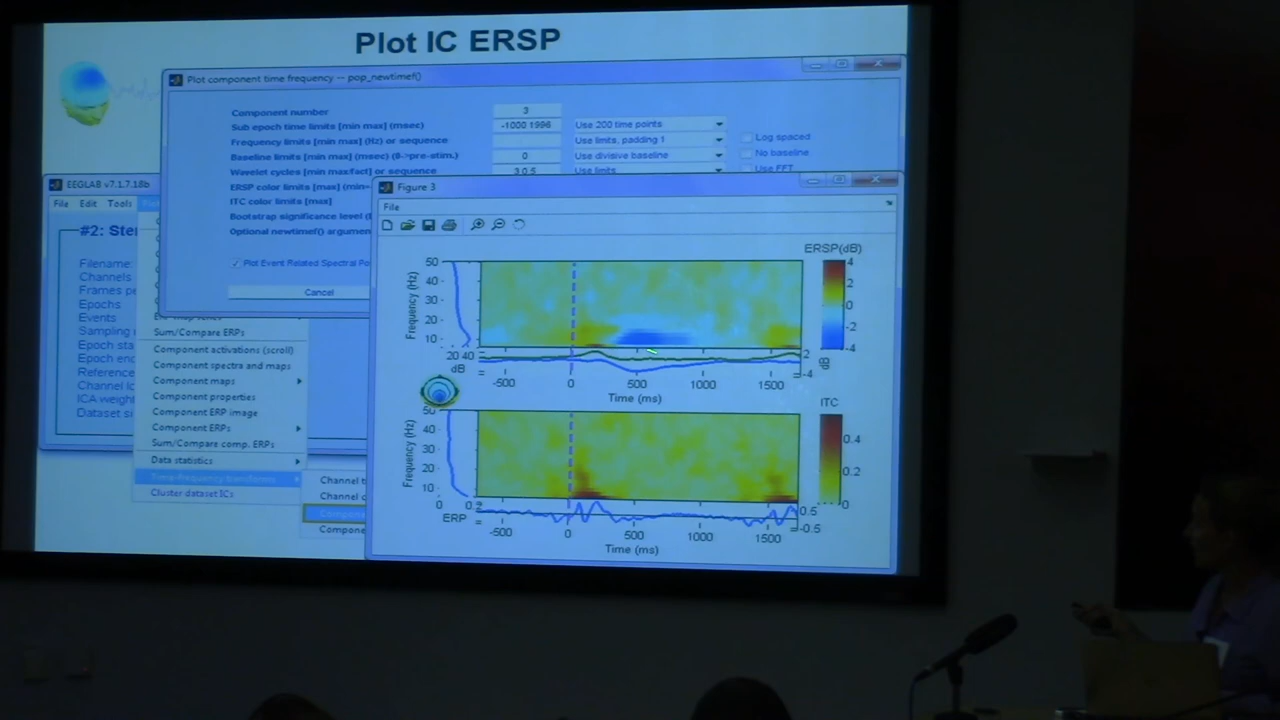 Plot IC ERSP
Plot component time frequency -- pop_newtimef()
Component number 3
Sub epoch time limits [min max] (msec) -1000 1996 Use 200 time points
Frequency limits [min max] (Hz) or sequence Use limits, padding 1 Log spaced
Baseline limits [min max] (msec) (0->pre-stim.) 0 Use divisive baseline No baseline
Wavelet cycles [min max/fact] or sequence 3 0.5 Use limits Use FFT
ERSP color limits [max] (min=
ITC color limits [max]
Bootstrap significance level (
Optional newtimef() argumen
Plot Event Related Spectral Po
Cancel
EEGLAB v7.1.7.18b
File Edit Tools
#2: Ster
Filename:
Channels
Frames pe
Epochs
Events
Sampling
Epoch sta
Epoch end
Reference
Channel lo
ICA weight
Dataset si
Sum/Compare ERPs
Component activations (scroll)
Component spectra and maps
Component maps
Component properties
Component ERP image
Component ERPs
Sum/Compare comp. ERPs
Data statistics
Time-frequency transforms
Cluster dataset ICs
Channel t
Channel c
Compone
Compone
Figure 3
File
ERSP(dB)
50
40
30
20
10
Frequency (Hz)
4
2
0
-2
-4
20 40
dB
2
-4
dB
-500 0 500 1000 1500
Time (ms)
ITC
50
40
30
20
10
Frequency (Hz)
0.4
0.2
0
0
ERP
0.5
-0.5
-500 0 500 1000 1500
Time (ms)